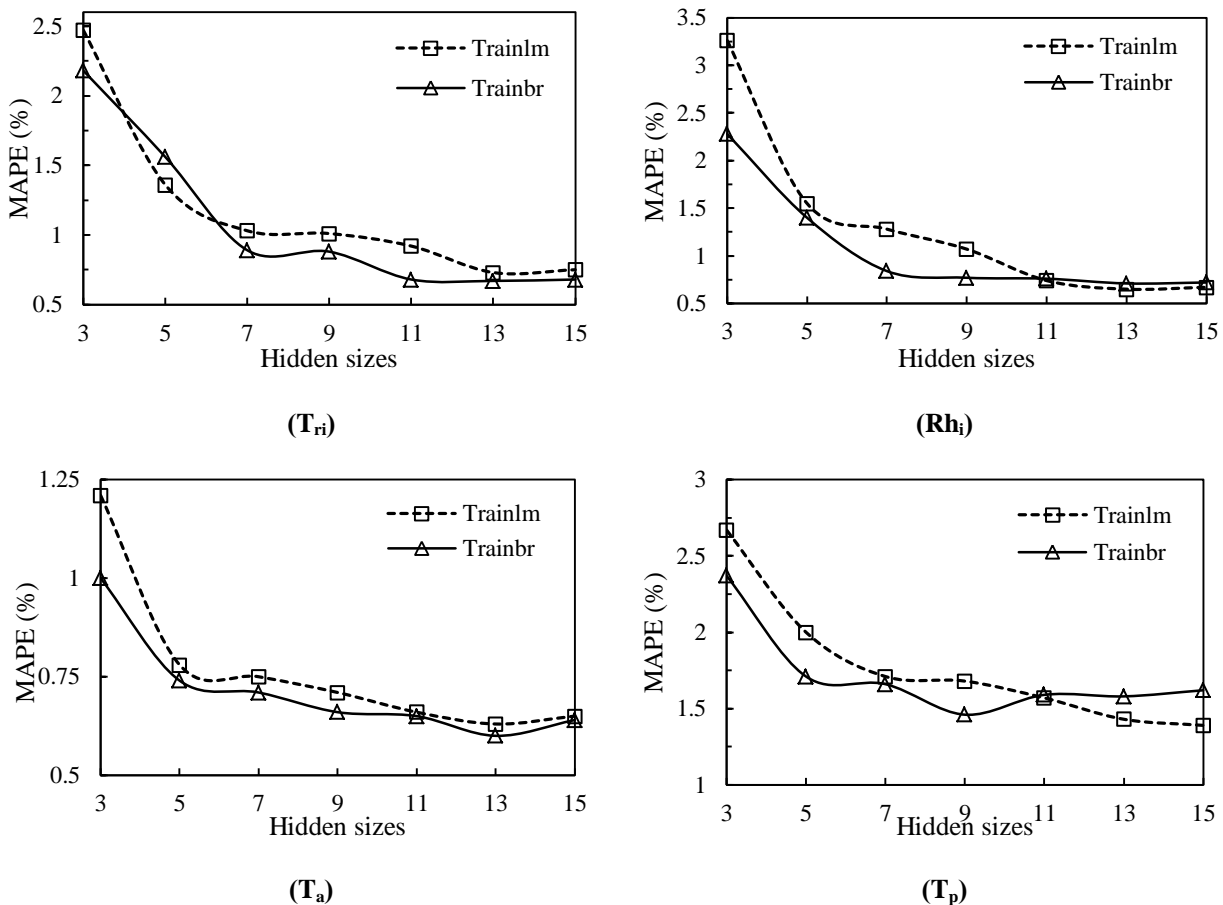 2.5
2
1.5
1
0.5
MAPE (%)
Trainlm
Trainbr
3 5 7 9 11 13 15
Hidden sizes
(Tri)
3.5
3
2.5
2
1.5
1
0.5
MAPE (%)
Trainlm
Trainbr
3 5 7 9 11 13 15
Hidden sizes
(Rhi)
1.25
1
0.75
0.5
MAPE (%)
Trainlm
Trainbr
3 5 7 9 11 13 15
Hidden sizes
(Ta)
3
2.5
2
1.5
1
MAPE (%)
Trainlm
Trainbr
3 5 7 9 11 13 15
Hidden sizes
(Tp)